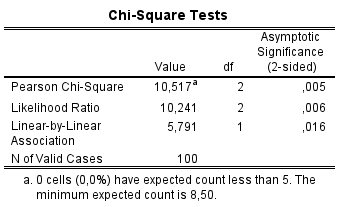 Chi-Square Tests
Asymptotic
Significance
Value df (2-sided)
Pearson Chi-Square 10,517a 2 ,005
Likelihood Ratio 10,241 2 ,006
Linear-by-Linear
Association 5,791 1 ,016
N of Valid Cases 100
a. 0 cells (0,0%) have expected count less than 5. The
minimum expected count is 8,50.